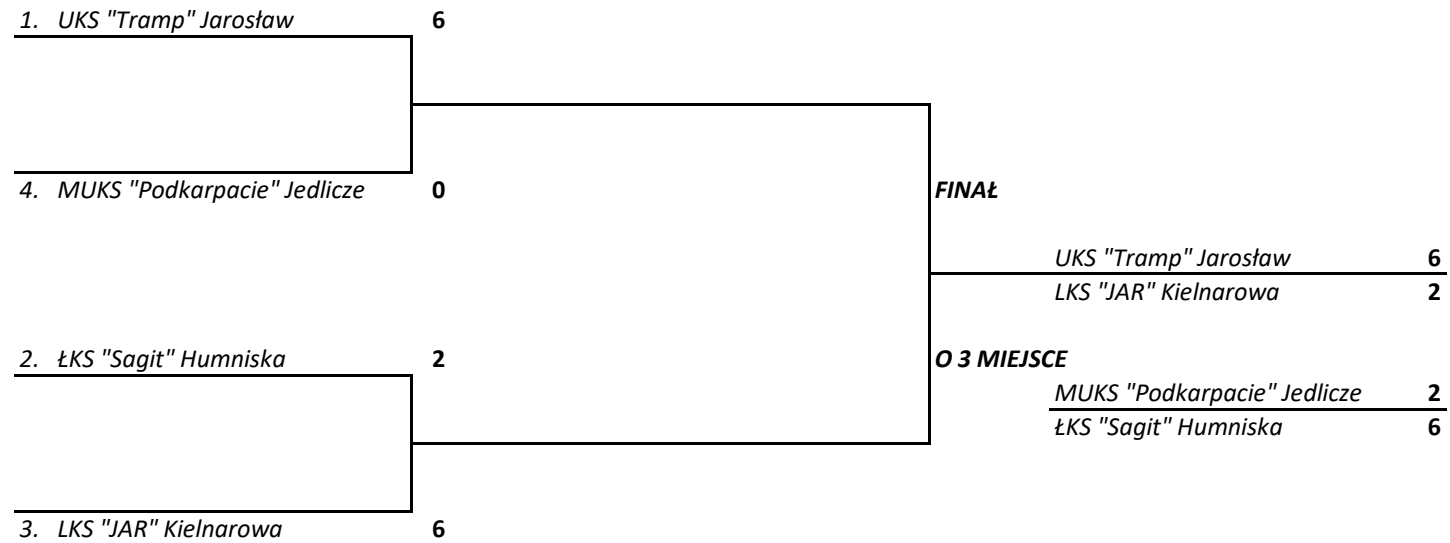 1. UKS "Tramp" Jarosław 6
4. MUKS "Podkarpacie" Jedlicze 0
FINAŁ
UKS "Tramp" Jarosław 6
LKS "JAR" Kielnarowa 2
2. ŁKS "Sagit" Humniska 2
O 3 MIEJSCE
MUKS "Podkarpacie" Jedlicze 2
ŁKS "Sagit" Humniska 6
3. LKS "JAR" Kielnarowa 6